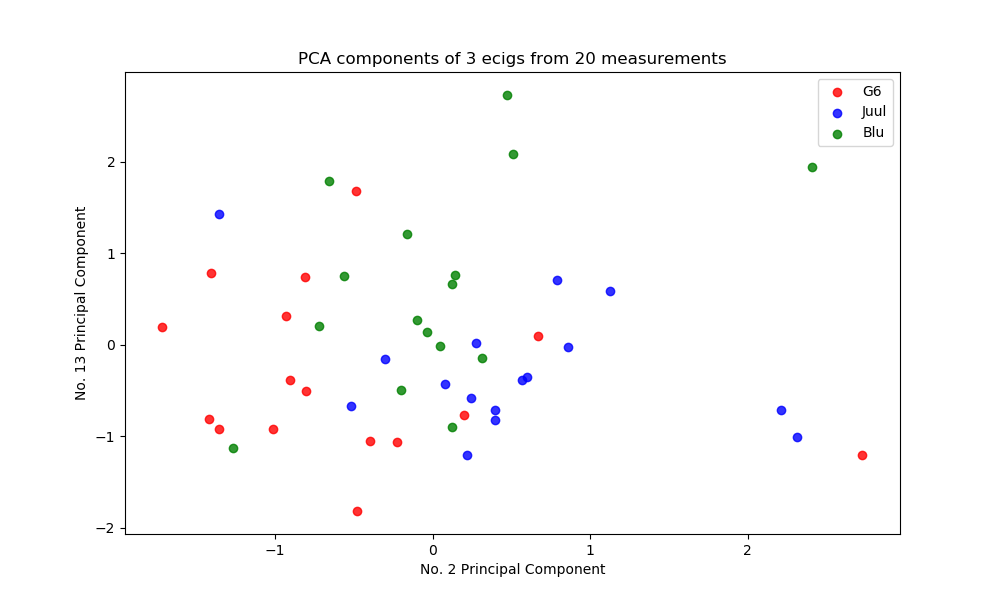 PCA components of 3 ecigs from 20 measurements
G6
Juul
Blu
No. 13 Principal Component
2
1
0
−1
−2
−1 0 1 2
No. 2 Principal Component